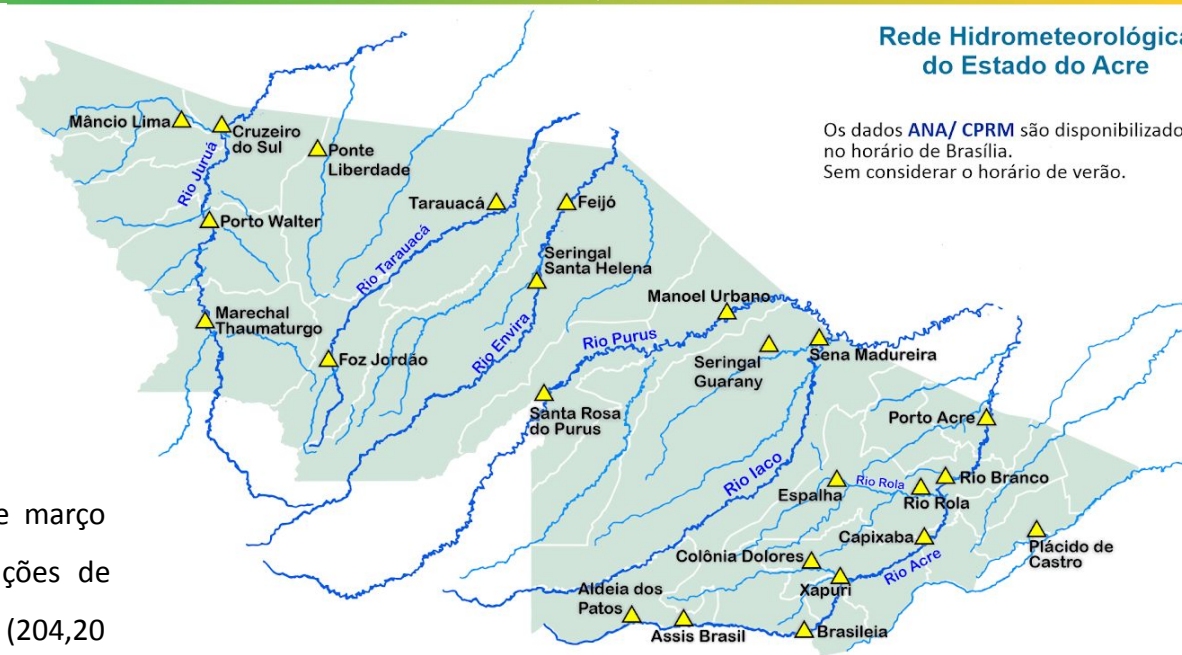 Rede Hidrometeorológica
do Estado do Acre
Os dados ANA/ CPRM são disponibilizado
no horário de Brasília.
Sem considerar o horário de verão.
Mâncio Lima
Cruzeiro
do Sul
Ponte
Liberdade
Rio Juruá
Porto Walter
Tarauacá
Feijó
Rio Tarauacá
Seringal
Santa Helena
Marechal
Thaumaturgo
Foz Jordão
Rio Envira
Manoel Urbano
Rio Purus
Seringal
Guarany
Sena Madureira
Santa Rosa
do Purus
Porto Acre
Rio Iaco
Espalha
Rio Rola
Rio Rola
Rio Branco
Capixaba
Plácido de
Castro
Colônia Dolores
Rio Acre
Xapuri
Aldeia dos
Patos
Assis Brasil
Brasileia
e março
ções de
(204,20